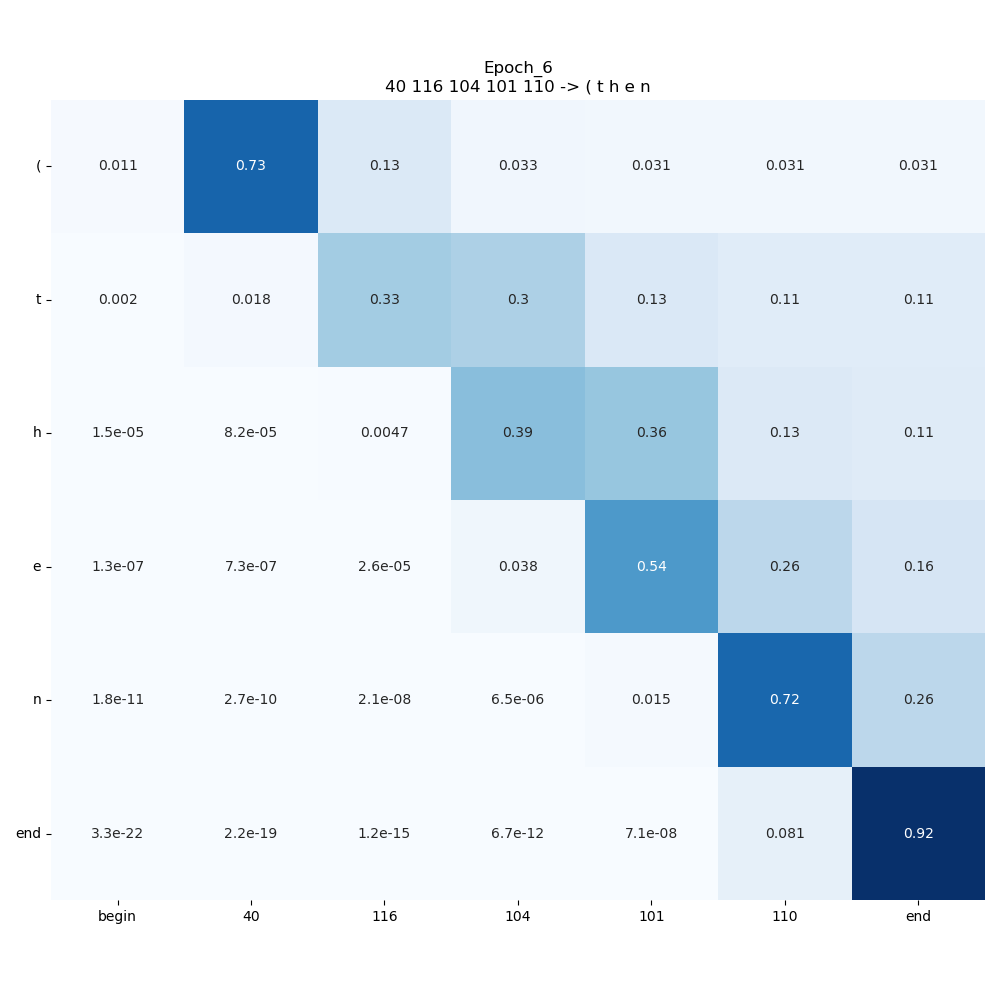 Epoch_6
40 116 104 101 110 -> ( t h e n
( 0.011 0.73 0.13 0.033 0.031 0.031 0.031
t 0.002 0.018 0.33 0.3 0.13 0.11 0.11
h 1.5e-05 8.2e-05 0.0047 0.39 0.36 0.13 0.11
e 1.3e-07 7.3e-07 2.6e-05 0.038 0.54 0.26 0.16
n 1.8e-11 2.7e-10 2.1e-08 6.5e-06 0.015 0.72 0.26
end 3.3e-22 2.2e-19 1.2e-15 6.7e-12 7.1e-08 0.081 0.92
begin 40 116 104 101 110 end